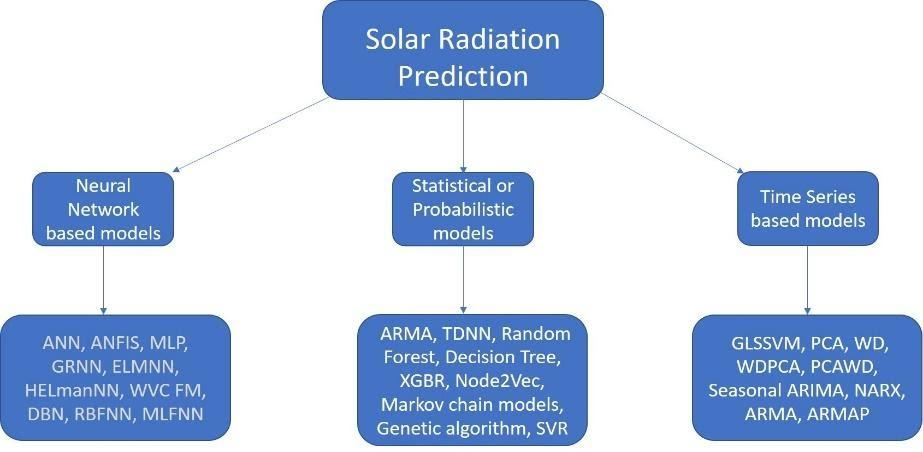 Solar Radiation
Prediction
Neural
Network
based models
Statistical or
Probabilistic
models
Time Series
based models
ANN, ANFIS, MLP,
GRNN, ELMNN,
HELmanNN, WVC FM,
DBN, RBFNN, MLFNN
ARMA, TDNN, Random
Forest, Decision Tree,
XGBR, Node2Vec,
Markov chain models,
Genetic algorithm, SVR
GLSSVM, PCA, WD,
WDPCA, PCAWD,
Seasonal ARIMA, NARX,
ARMA, ARMAP